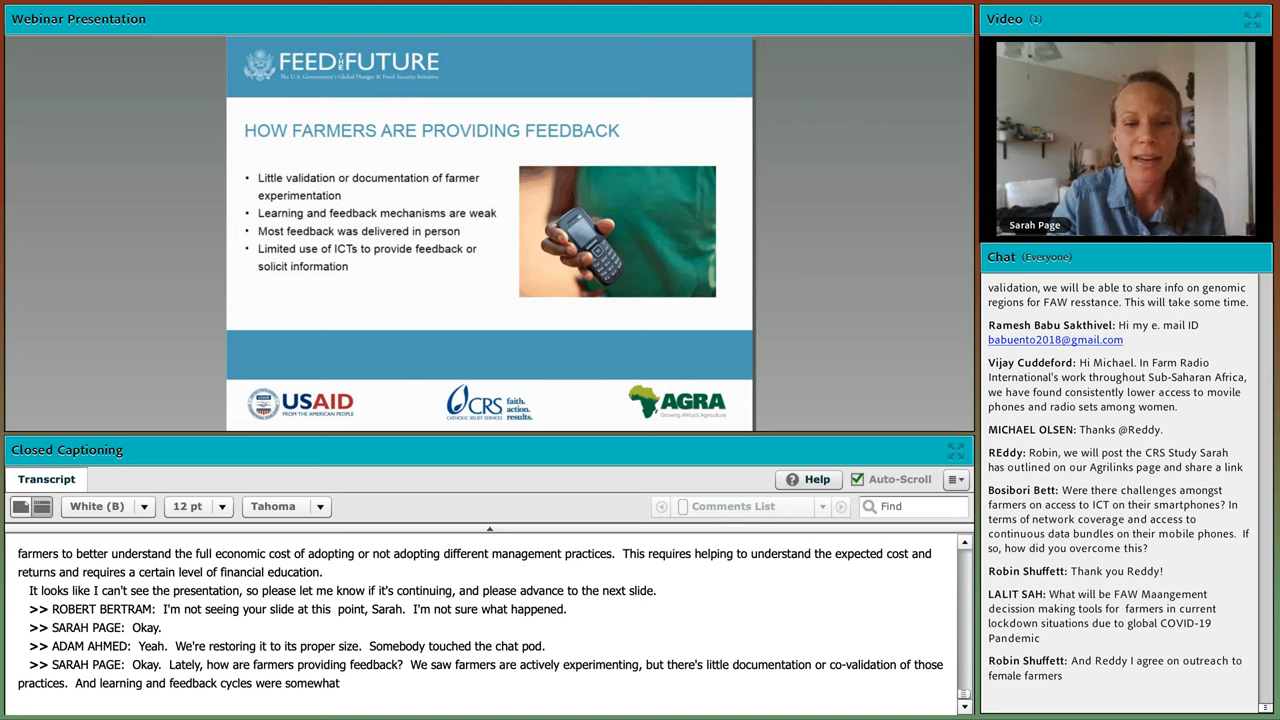 Webinar Presentation
FEED THE FUTURE
The U.S. Government's Global Hunger & Food Security Initiative
HOW FARMERS ARE PROVIDING FEEDBACK
• Little validation or documentation of farmer
experimentation
• Learning and feedback mechanisms are weak
• Most feedback was delivered in person
• Limited use of ICTs to provide feedback or
solicit information
USAID
FROM THE AMERICAN PEOPLE
CRS
CATHOLIC RELIEF SERVICES
faith.
action.
results.
AGRA
Growing Africa's Agriculture
Video (1)
Sarah Page
Chat (Everyone)
validation, we will be able to share info on genomic
regions for FAW resstance. This will take some time.
Ramesh Babu Sakthivel: Hi my e. mail ID
babuento2018@gmail.com
Vijay Cuddeford: Hi Michael. In Farm Radio
International's work throughout Sub-Saharan Africa,
we have found consistently lower access to movile
phones and radio sets among women.
MICHAEL OLSEN: Thanks @Reddy.
REddy: Robin, we will post the CRS Study Sarah
has outlined on our Agrilinks page and share a link
Bosibori Bett: Were there challenges amongst
farmers on access to ICT on their smartphones? In
terms of network coverage and access to
continuous data bundles on their mobile phones. If
so, how did you overcome this?
Robin Shuffett: Thank you Reddy!
LALIT SAH: What will be FAW Maangement
decission making tools for farmers in current
lockdown situations due to global COVID-19
Pandemic
Robin Shuffett: And Reddy I agree on outreach to
female farmers
Closed Captioning
Transcript
Help
Auto-Scroll
White (B)
12 pt
Tahoma
Comments List
Find
farmers to better understand the full economic cost of adopting or not adopting different management practices. This requires helping to understand the expected cost and
returns and requires a certain level of financial education.
It looks like I can't see the presentation, so please let me know if it's continuing, and please advance to the next slide.
>> ROBERT BERTRAM: I'm not seeing your slide at this point, Sarah. I'm not sure what happened.
>> SARAH PAGE: Okay.
>> ADAM AHMED: Yeah. We're restoring it to its proper size. Somebody touched the chat pod.
>> SARAH PAGE: Okay. Lately, how are farmers providing feedback? We saw farmers are actively experimenting, but there's little documentation or co-validation of those
practices. And learning and feedback cycles were somewhat